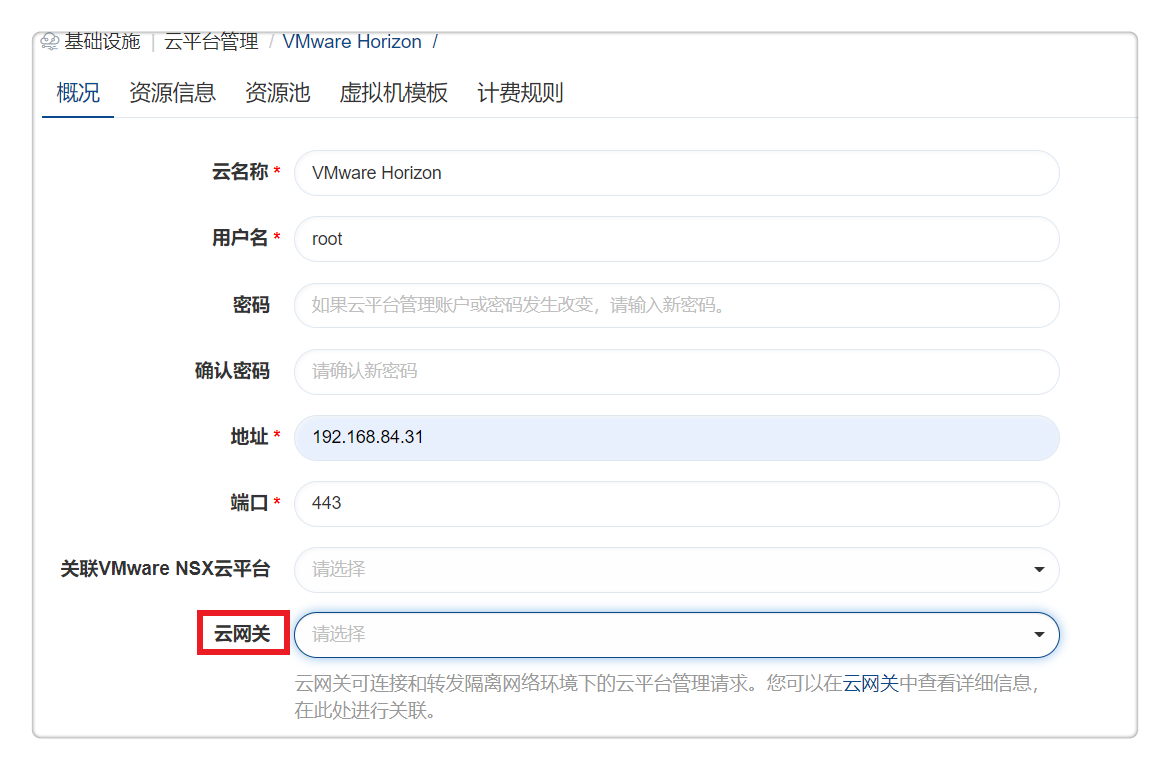 基础设施 | 云平台管理 / VMware Horizon /
概况 资源信息 资源池 虚拟机模板 计费规则
云名称 * VMware Horizon
用户名 * root
密码 如果云平台管理账户或密码发生改变，请输入新密码。
确认密码 请确认新密码
地址 * 192.168.84.31
端口 * 443
关联VMware NSX云平台 请选择
云网关 请选择
云网关可连接和转发隔离网络环境下的云平台管理请求。您可以在云网关中查看详细信息，
在此处进行关联。